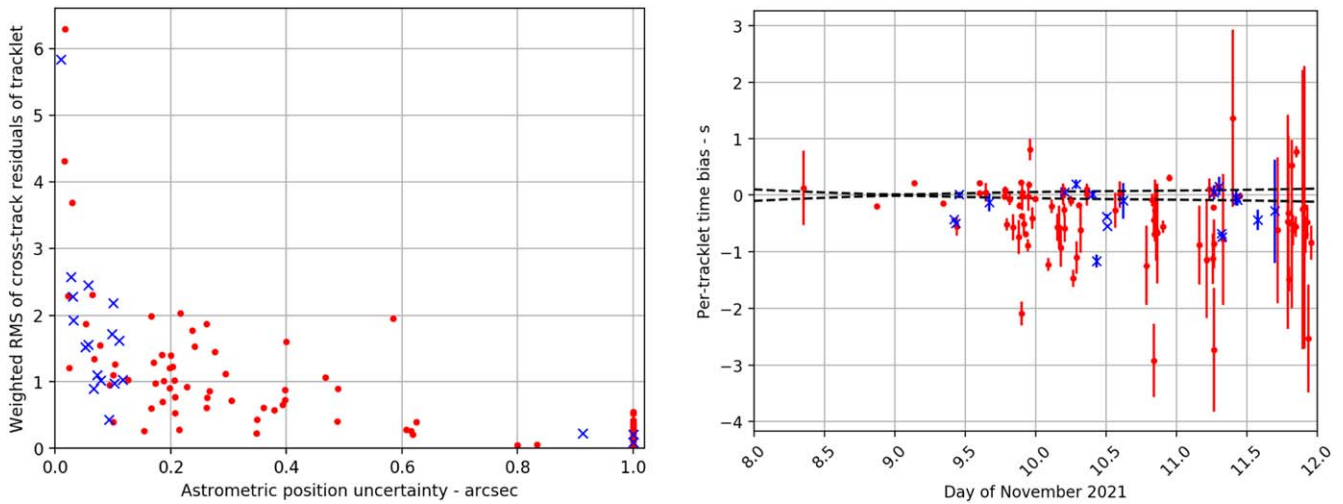 Weighted RMS of cross-track residuals of tracklet
6
5
4
3
2
1
0
0.0 0.2 0.4 0.6 0.8 1.0
Astrometric position uncertainty - arcsec
Per-tracklet time bias - s
3
2
1
0
−1
−2
−3
−4
8.0 8.5 9.0 9.5 10.0 10.5 11.0 11.5 12.0
Day of November 2021